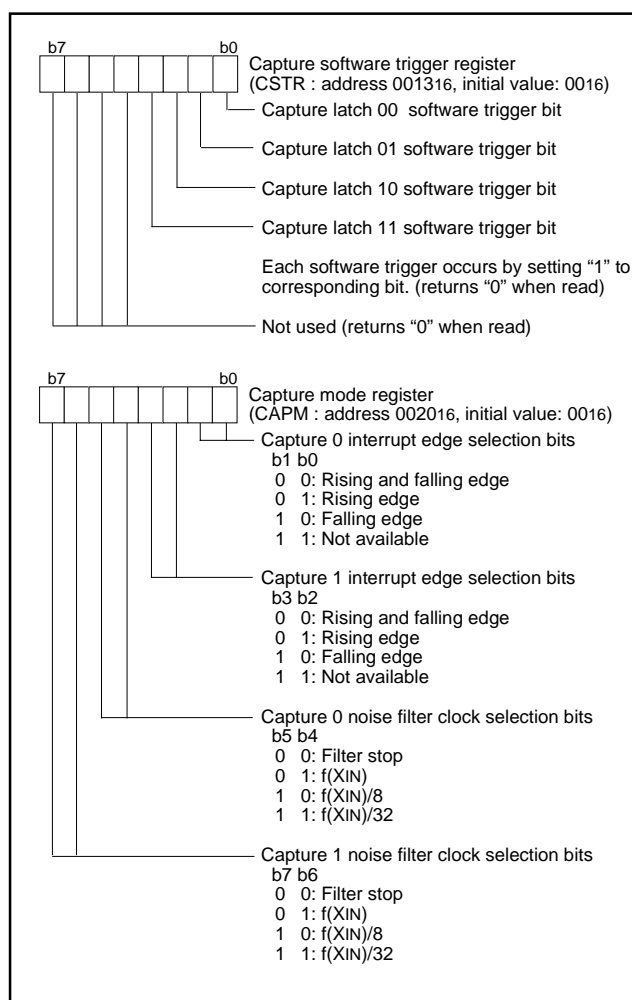 b7 b0
Capture software trigger register
(CSTR : address 001316, initial value: 0016)
Capture latch 00 software trigger bit
Capture latch 01 software trigger bit
Capture latch 10 software trigger bit
Capture latch 11 software trigger bit
Each software trigger occurs by setting “1” to
corresponding bit. (returns “0” when read)
Not used (returns “0” when read)
b7 b0
Capture mode register
(CAPM : address 002016, initial value: 0016)
Capture 0 interrupt edge selection bits
b1 b0
0 0: Rising and falling edge
0 1: Rising edge
1 0: Falling edge
1 1: Not available
Capture 1 interrupt edge selection bits
b3 b2
0 0: Rising and falling edge
0 1: Rising edge
1 0: Falling edge
1 1: Not available
Capture 0 noise filter clock selection bits
b5 b4
0 0: Filter stop
0 1: f(XIN)
1 0: f(XIN)/8
1 1: f(XIN)/32
Capture 1 noise filter clock selection bits
b7 b6
0 0: Filter stop
0 1: f(XIN)
1 0: f(XIN)/8
1 1: f(XIN)/32